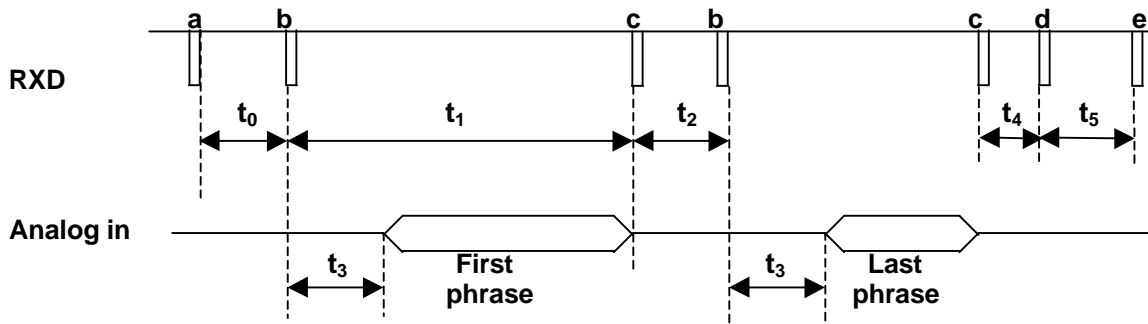 a b c b c d e
RXD
t₀ t₁ t₂ t₄ t₅
Analog in
t₃ First phrase t₃ Last phrase